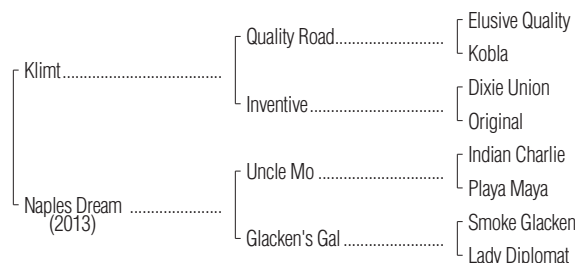 Elusive Quality
Quality Road
Kobla
Klimt
Dixie Union
Inventive
Original
Indian Charlie
Uncle Mo
Playa Maya
Naples Dream
(2013)
Smoke Glacken
Glacken's Gal
Lady Diplomat